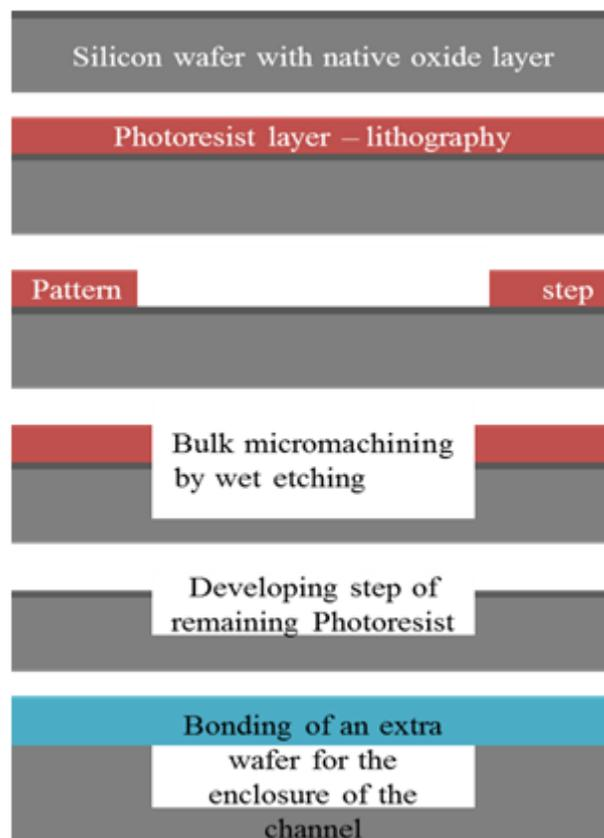 Silicon wafer with native oxide layer
Photoresist layer – lithography
Pattern step
Bulk micromachining
by wet etching
Developing step of
remaining Photoresist
Bonding of an extra
wafer for the
enclosure of the
channel